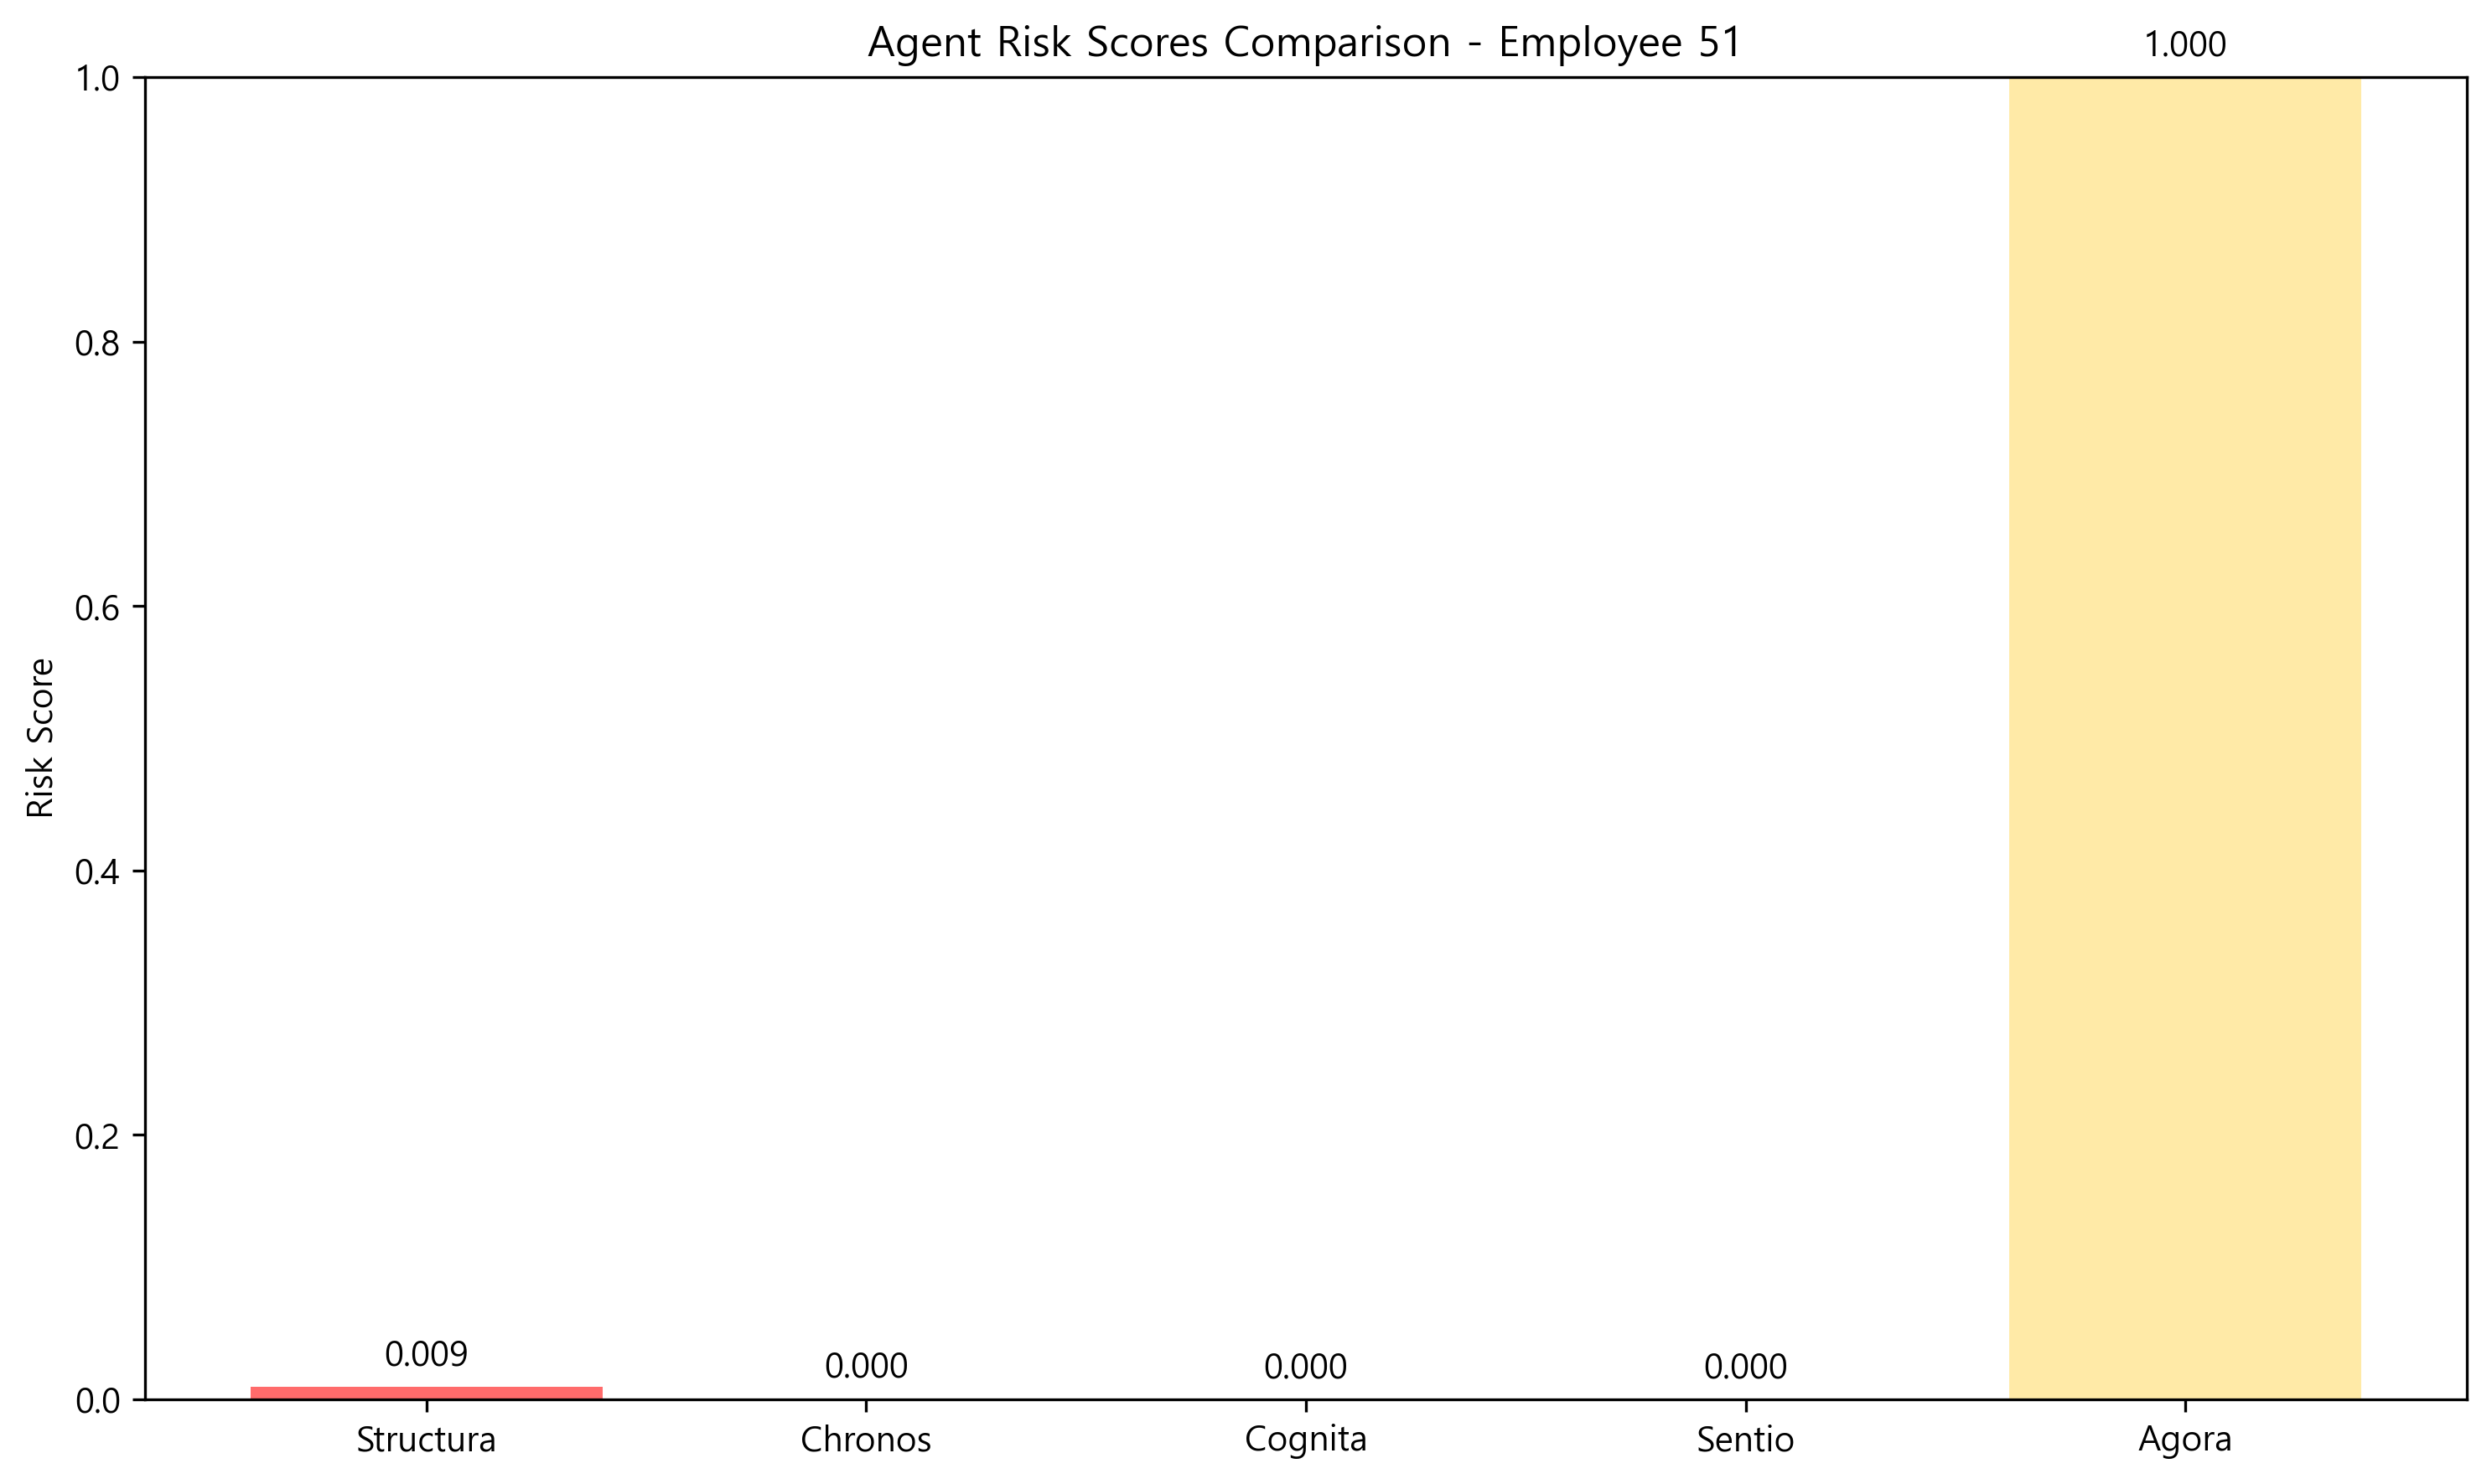 Agent Risk Scores Comparison - Employee 51
1.000
1.0
0.8
0.6
0.4
0.2
0.0
Risk Score
0.009
0.000
0.000
0.000
Structura
Chronos
Cognita
Sentio
Agora